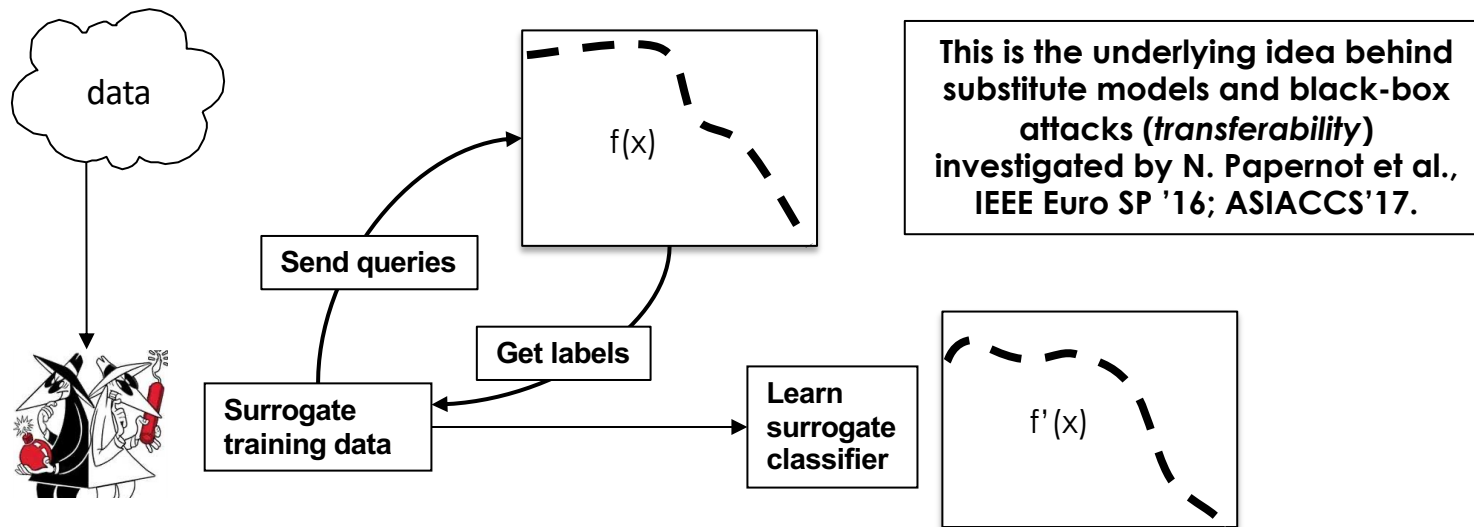 data
f(x)
This is the underlying idea behind
substitute models and black-box
attacks (transferability)
investigated by N. Papernot et al.,
IEEE Euro SP ’16; ASIACCS’17.
Send queries
Get labels
Surrogate
training data
Learn
surrogate
classifier
f’(x)